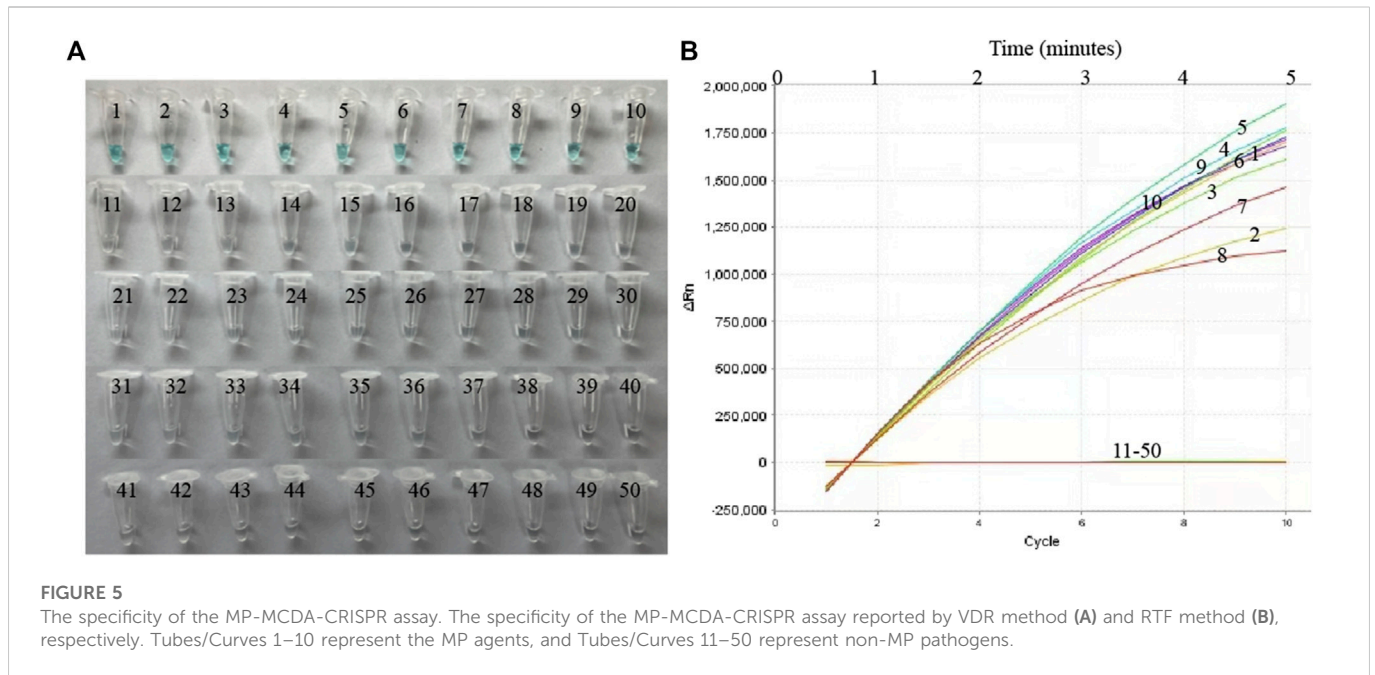 A
1 2 3 4 5 6 7 8 9 10
11 12 13 14 15 16 17 18 19 20
21 22 23 24 25 26 27 28 29 30
31 32 33 34 35 36 37 38 39 40
41 42 43 44 45 46 47 48 49 50
B
Time (minutes)
0 1 2 3 4 5
2,000,000
1,750,000
1,500,000
1,250,000
1,000,000
750,000
500,000
250,000
0
-250,000
ΔRn
5
4
1
9
6
3
10
7
2
8
11-50
0 2 4 6 8 10
Cycle
FIGURE 5
The specificity of the MP-MCDA-CRISPR assay. The specificity of the MP-MCDA-CRISPR assay reported by VDR method (A) and RTF method (B),
respectively. Tubes/Curves 1–10 represent the MP agents, and Tubes/Curves 11–50 represent non-MP pathogens.